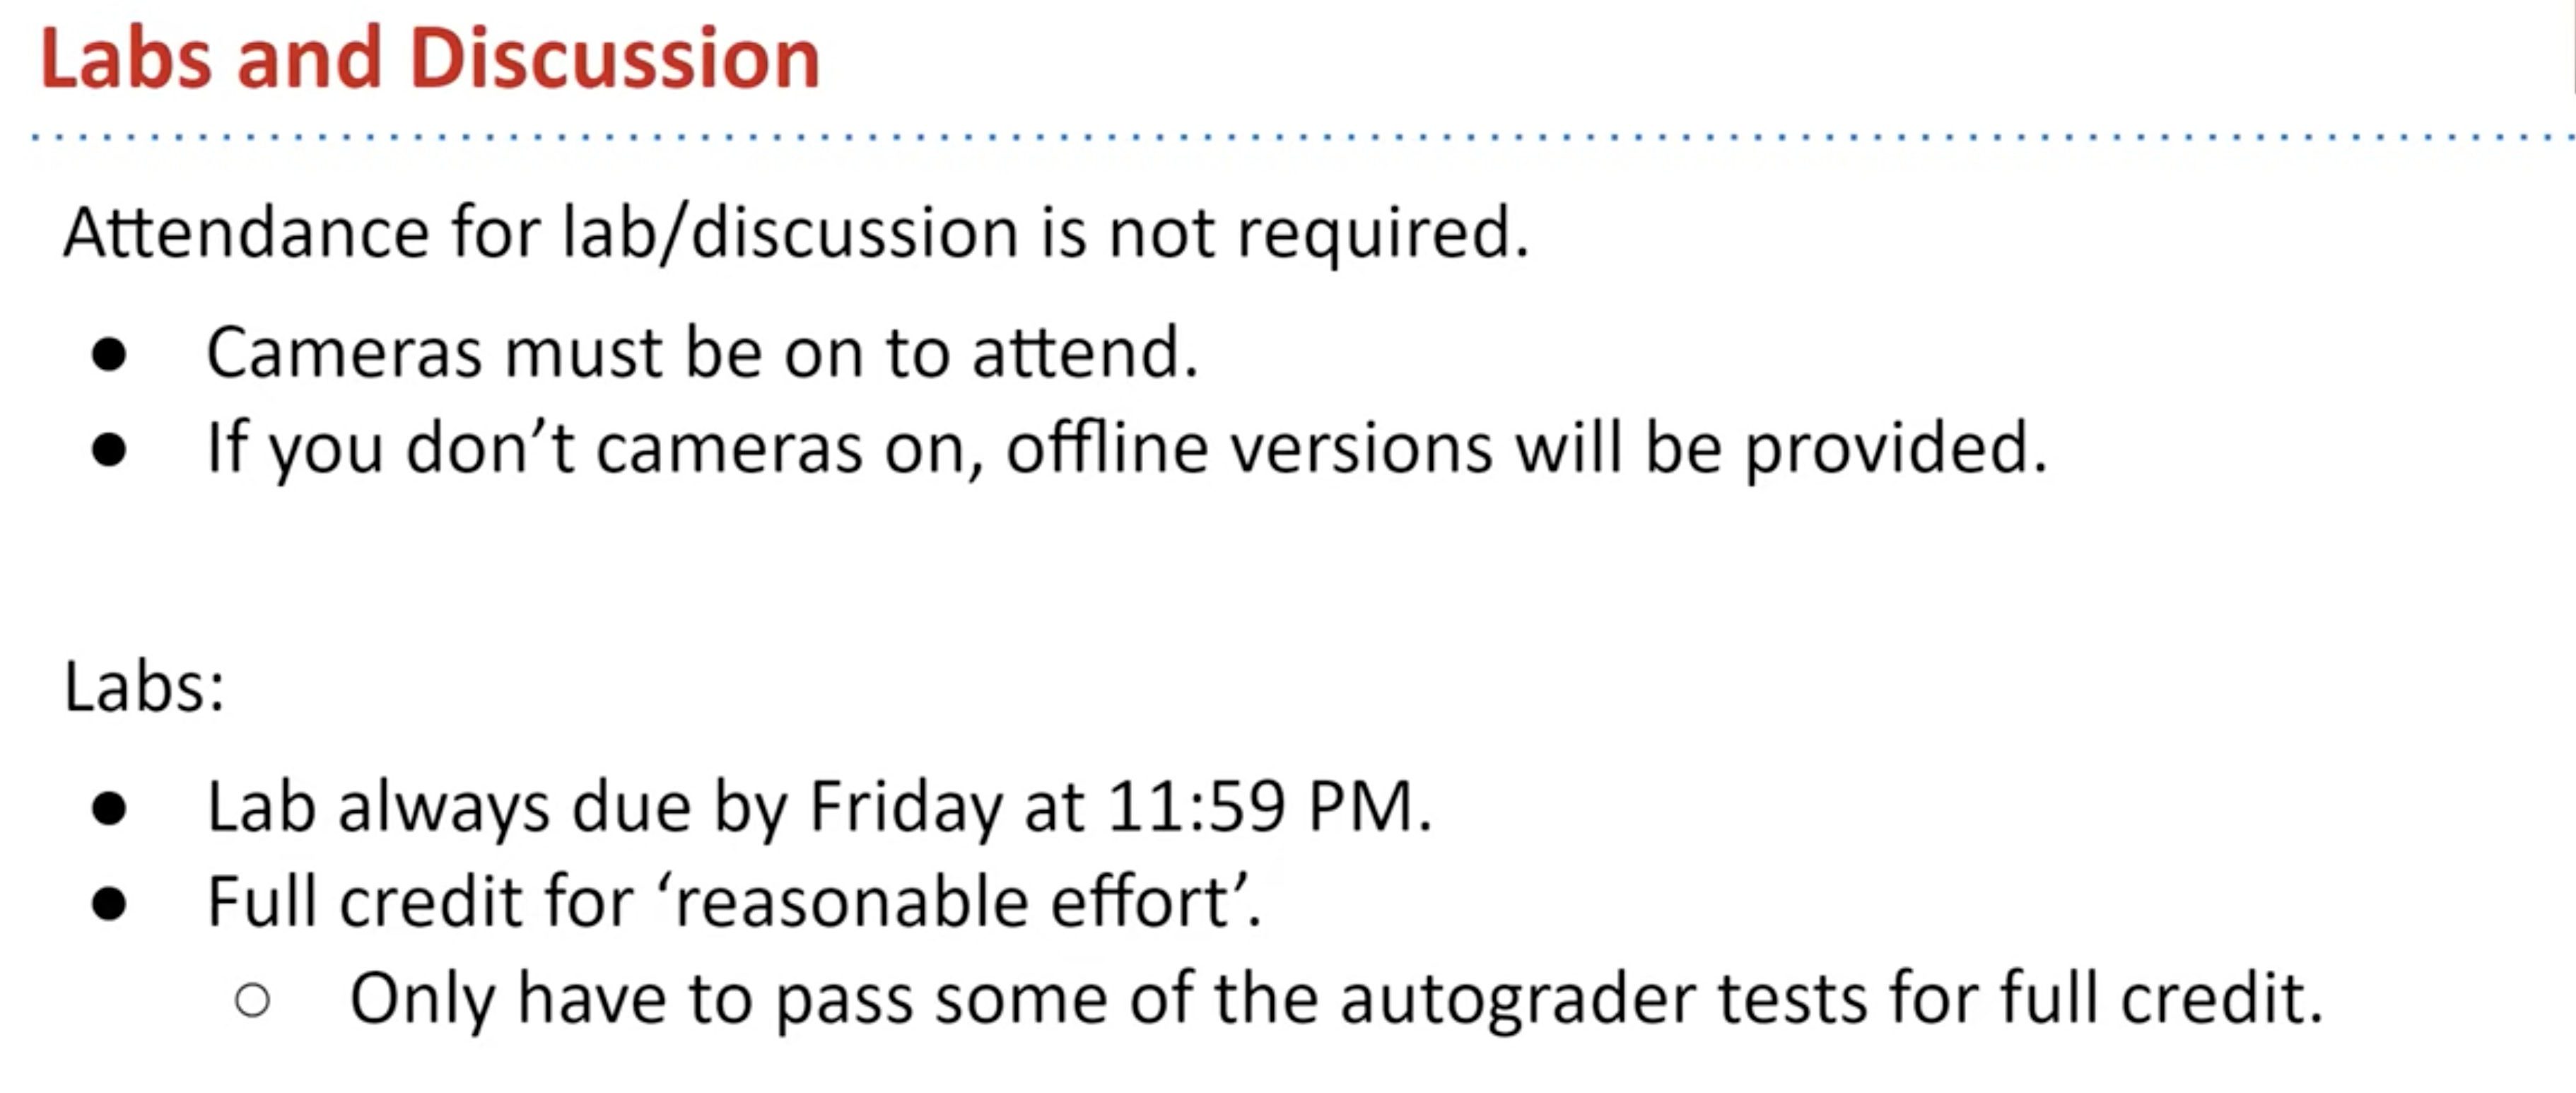 Labs and Discussion
Attendance for lab/discussion is not required.
● Cameras must be on to attend.
● If you don’t cameras on, offline versions will be provided.
Labs:
● Lab always due by Friday at 11:59 PM.
● Full credit for ‘reasonable effort’.
○ Only have to pass some of the autograder tests for full credit.